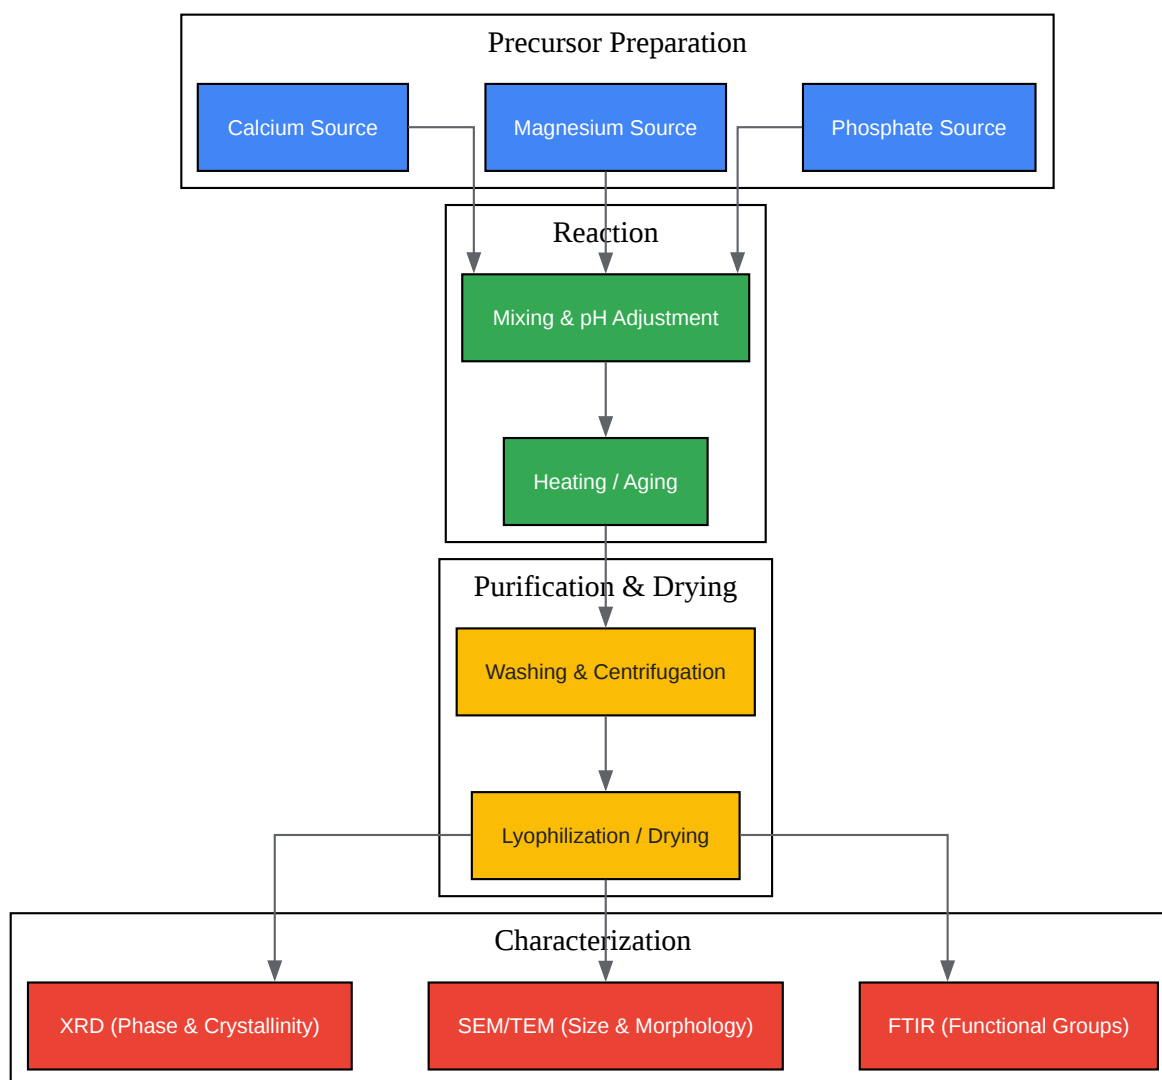 Precursor Preparation
Calcium Source
Magnesium Source
Phosphate Source
Reaction
Mixing & pH Adjustment
Heating / Aging
Purification & Drying
Washing & Centrifugation
Lyophilization / Drying
Characterization
XRD (Phase & Crystallinity)
SEM/TEM (Size & Morphology)
FTIR (Functional Groups)